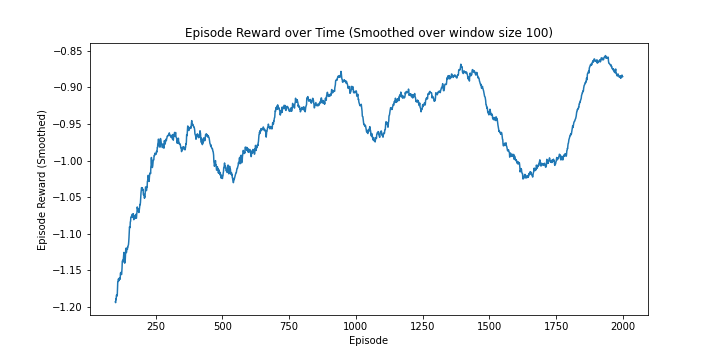 Episode Reward over Time (Smoothed over window size 100)
Episode Reward (Smoothed)
−0.85
−0.90
−0.95
−1.00
−1.05
−1.10
−1.15
−1.20
250 500 750 1000 1250 1500 1750 2000
Episode